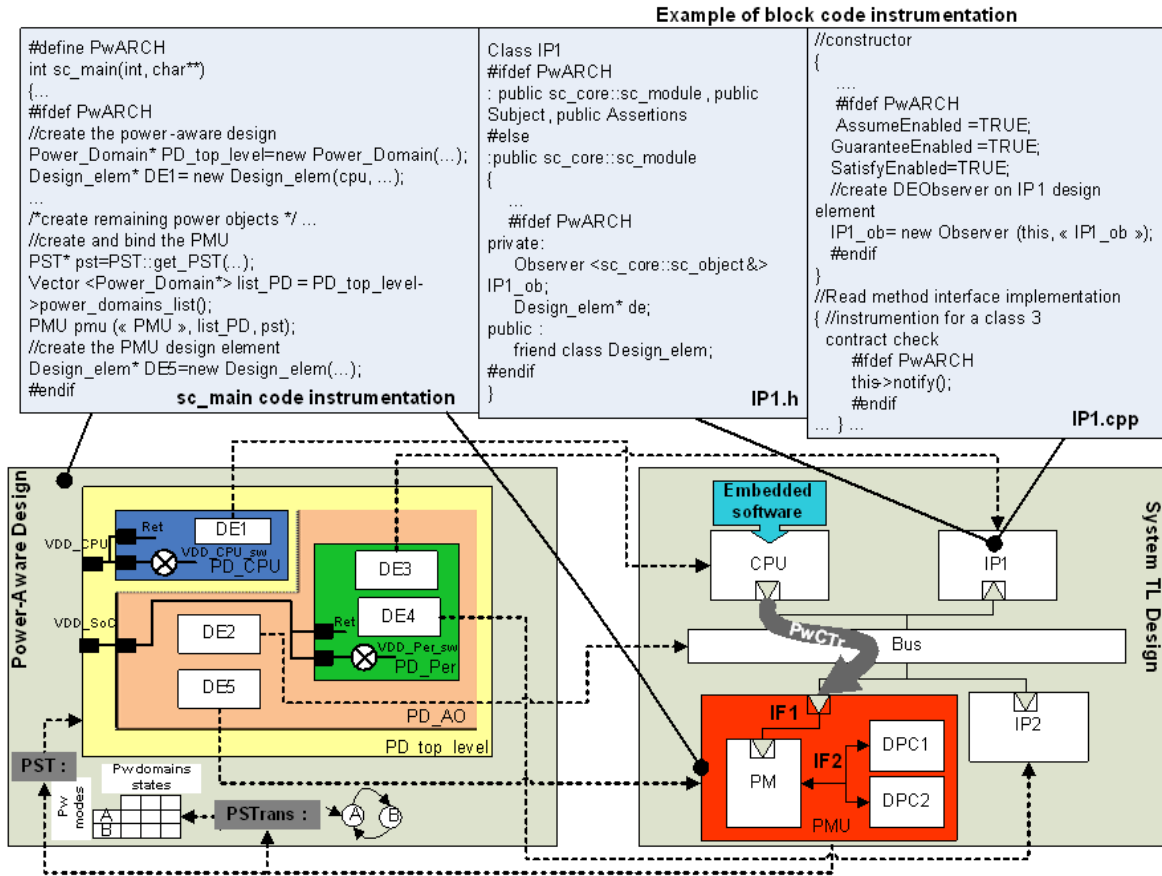 Example of block code instrumentation
#define PwARCH
int sc_main(int, char**)
{...
#ifdef PwARCH
//create the power-aware design
Power_Domain* PD_top_level=new Power_Domain(...);
Design_elem* DE1= new Design_elem(cpu, ...);
...
/*create remaining power objects */ ...
//create and bind the PMU
PST* pst=PST::get_PST(...);
Vector <Power_Domain*> list_PD = PD_top_level-
>power_domains_list();
PMU pmu (« PMU », list_PD, pst);
//create the PMU design element
Design_elem* DE5=new Design_elem(...);
#endif
sc_main code instrumentation
Class IP1
#ifdef PwARCH
: public sc_core::sc_module , public
Subject, public Assertions
#else
:public sc_core::sc_module
{
...
#ifdef PwARCH
private:
Observer <sc_core::sc_object&>
IP1_ob;
Design_elem* de;
public :
friend class Design_elem;
#endif
}
IP1.h
//constructor
{
....
#ifdef PwARCH
AssumeEnabled =TRUE;
GuaranteeEnabled =TRUE;
SatisfyEnabled=TRUE;
//create DEObserver on IP1 design
element
IP1_ob= new Observer (this, « IP1_ob »);
#endif
}
//Read method interface implementation
{ //instrumention for a class 3
contract check
#ifdef PwARCH
this->notify();
#endif
... } ...
IP1.cpp
Power-Aware Design
VDD_CPU
Ret
DE1
VDD_CPU_sw
PD_CPU
VDD_SoC
DE2
DE5
DE3
DE4
Ret
VDD_Per_sw
PD_Per
PD_AO
PD_top_level
PST :
Pw
modes
Pwdomains
states
A
B
PSTrans :
A
B
System TL Design
Embedded
software
CPU
IP1
PwCTr
Bus
IF1
IP2
PM
IF2
DPC1
DPC2
PMU